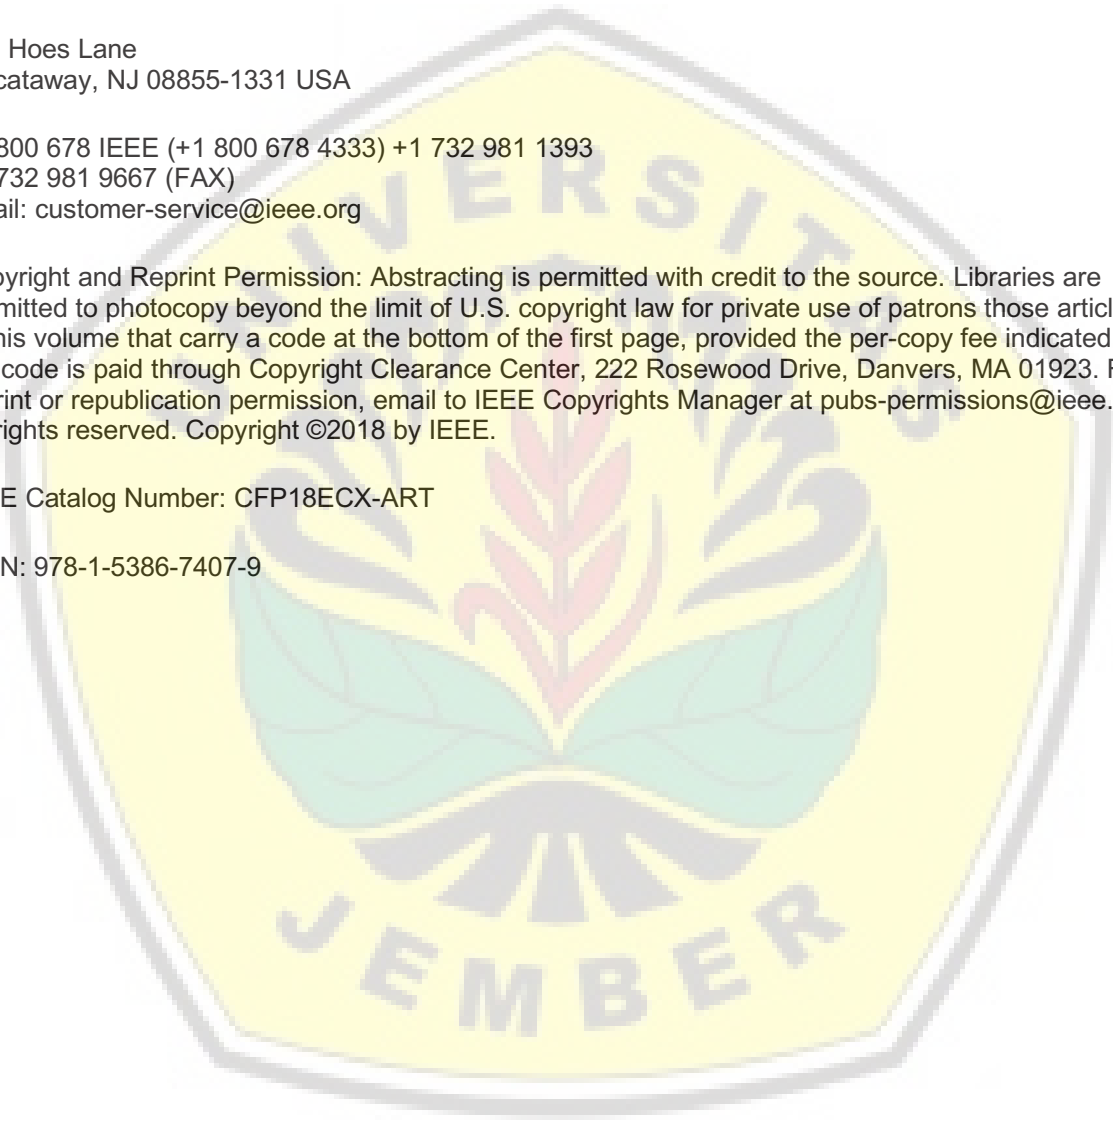 Hoes Lane
cataway, NJ 08855-1331 USA
800 678 IEEE (+1 800 678 4333) +1 732 981 1393
732 981 9667 (FAX)
ail: customer-service@ieee.org
pyright and Reprint Permission: Abstracting is permitted with credit to the source. Libraries are
mitted to photocopy beyond the limit of U.S. copyright law for private use of patrons those articl
his volume that carry a code at the bottom of the first page, provided the per-copy fee indicated
code is paid through Copyright Clearance Center, 222 Rosewood Drive, Danvers, MA 01923. F
rint or republication permission, email to IEEE Copyrights Manager at pubs-permissions@ieee.
rights reserved. Copyright ©2018 by IEEE.
E Catalog Number: CFP18ECX-ART
N: 978-1-5386-7407-9
UNIVERSITAS
JEMBER